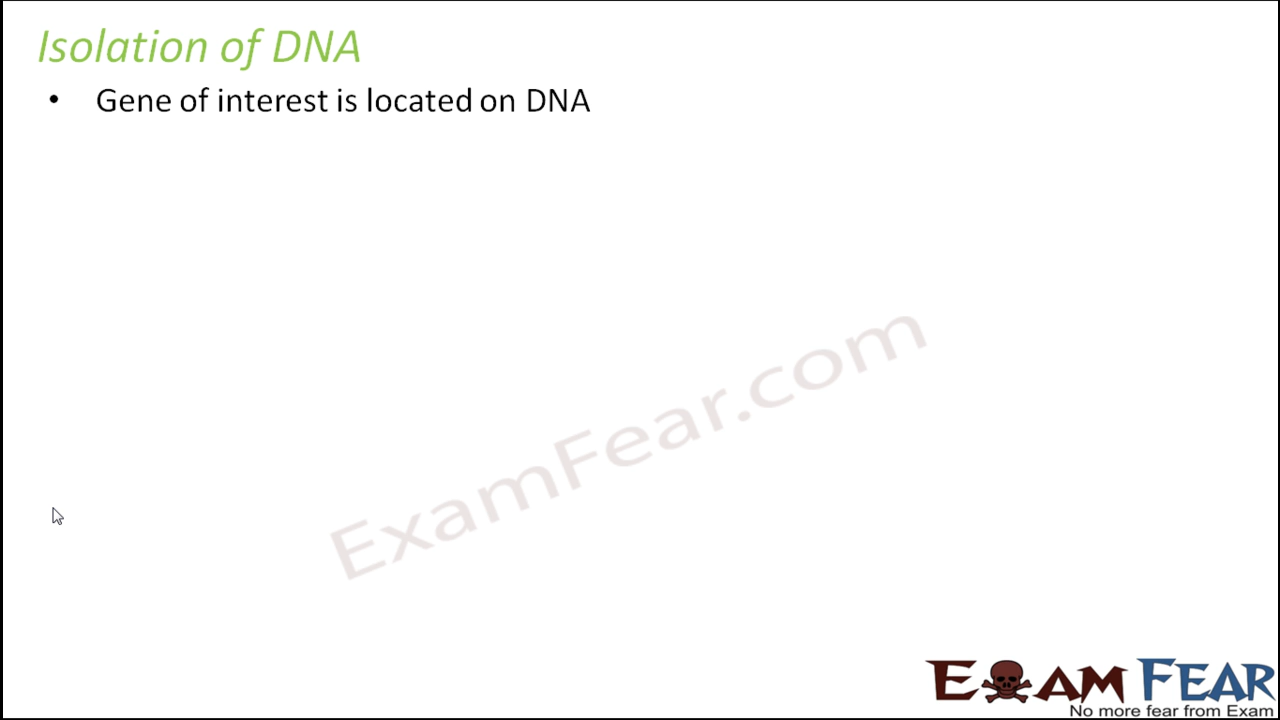 Isolation of DNA
• Gene of interest is located on DNA
ExamFear.com
EXAM FEAR
No more fear from Exam